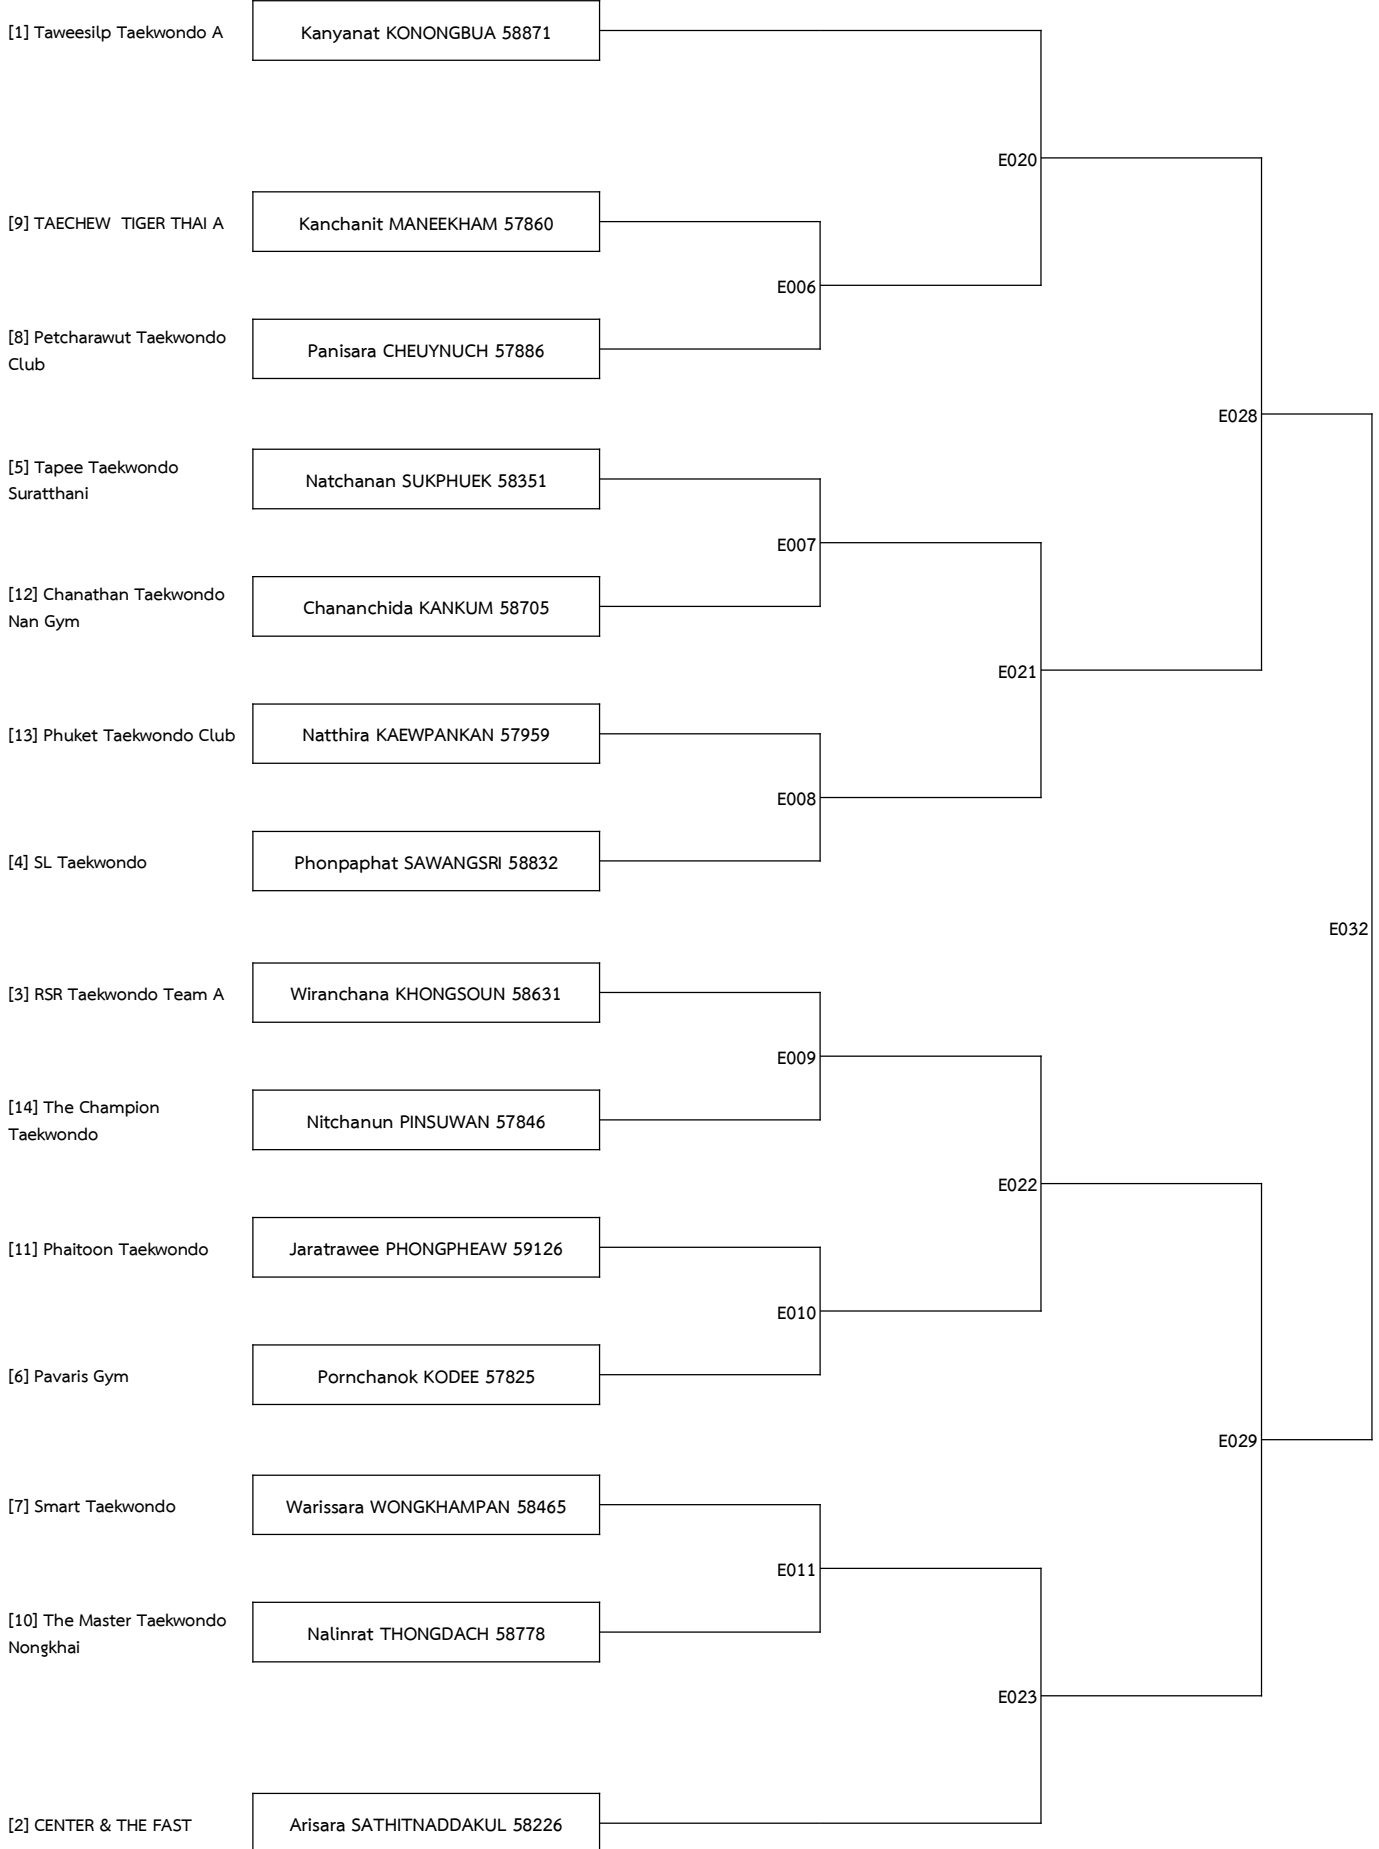 [1] Taweesilp Taekwondo A
Kanyanat KONONGBUA 58871
E020
[9] TAECHEW  TIGER THAI A
Kanchanit MANEEKHAM 57860
E006
[8] Petcharawut Taekwondo
Club
Panisara CHEUYNUCH 57886
E028
[5] Tapee Taekwondo
Suratthani
Natchanan SUKPHUEK 58351
E007
[12] Chanathan Taekwondo
Nan Gym
Chananchida KANKUM 58705
E021
[13] Phuket Taekwondo Club
Natthira KAEWPANKAN 57959
E008
[4] SL Taekwondo
Phonpaphat SAWANGSRI 58832
E032
[3] RSR Taekwondo Team A
Wiranchana KHONGSOUN 58631
E009
[14] The Champion
Taekwondo
Nitchanun PINSUWAN 57846
E022
[11] Phaitoon Taekwondo
Jaratrawee PHONGPHEAW 59126
E010
[6] Pavaris Gym
Pornchanok KODEE 57825
E029
[7] Smart Taekwondo
Warissara WONGKHAMPAN 58465
E011
[10] The Master Taekwondo
Nongkhai
Nalinrat THONGDACH 58778
E023
[2] CENTER & THE FAST
Arisara SATHITNADDAKUL 58226